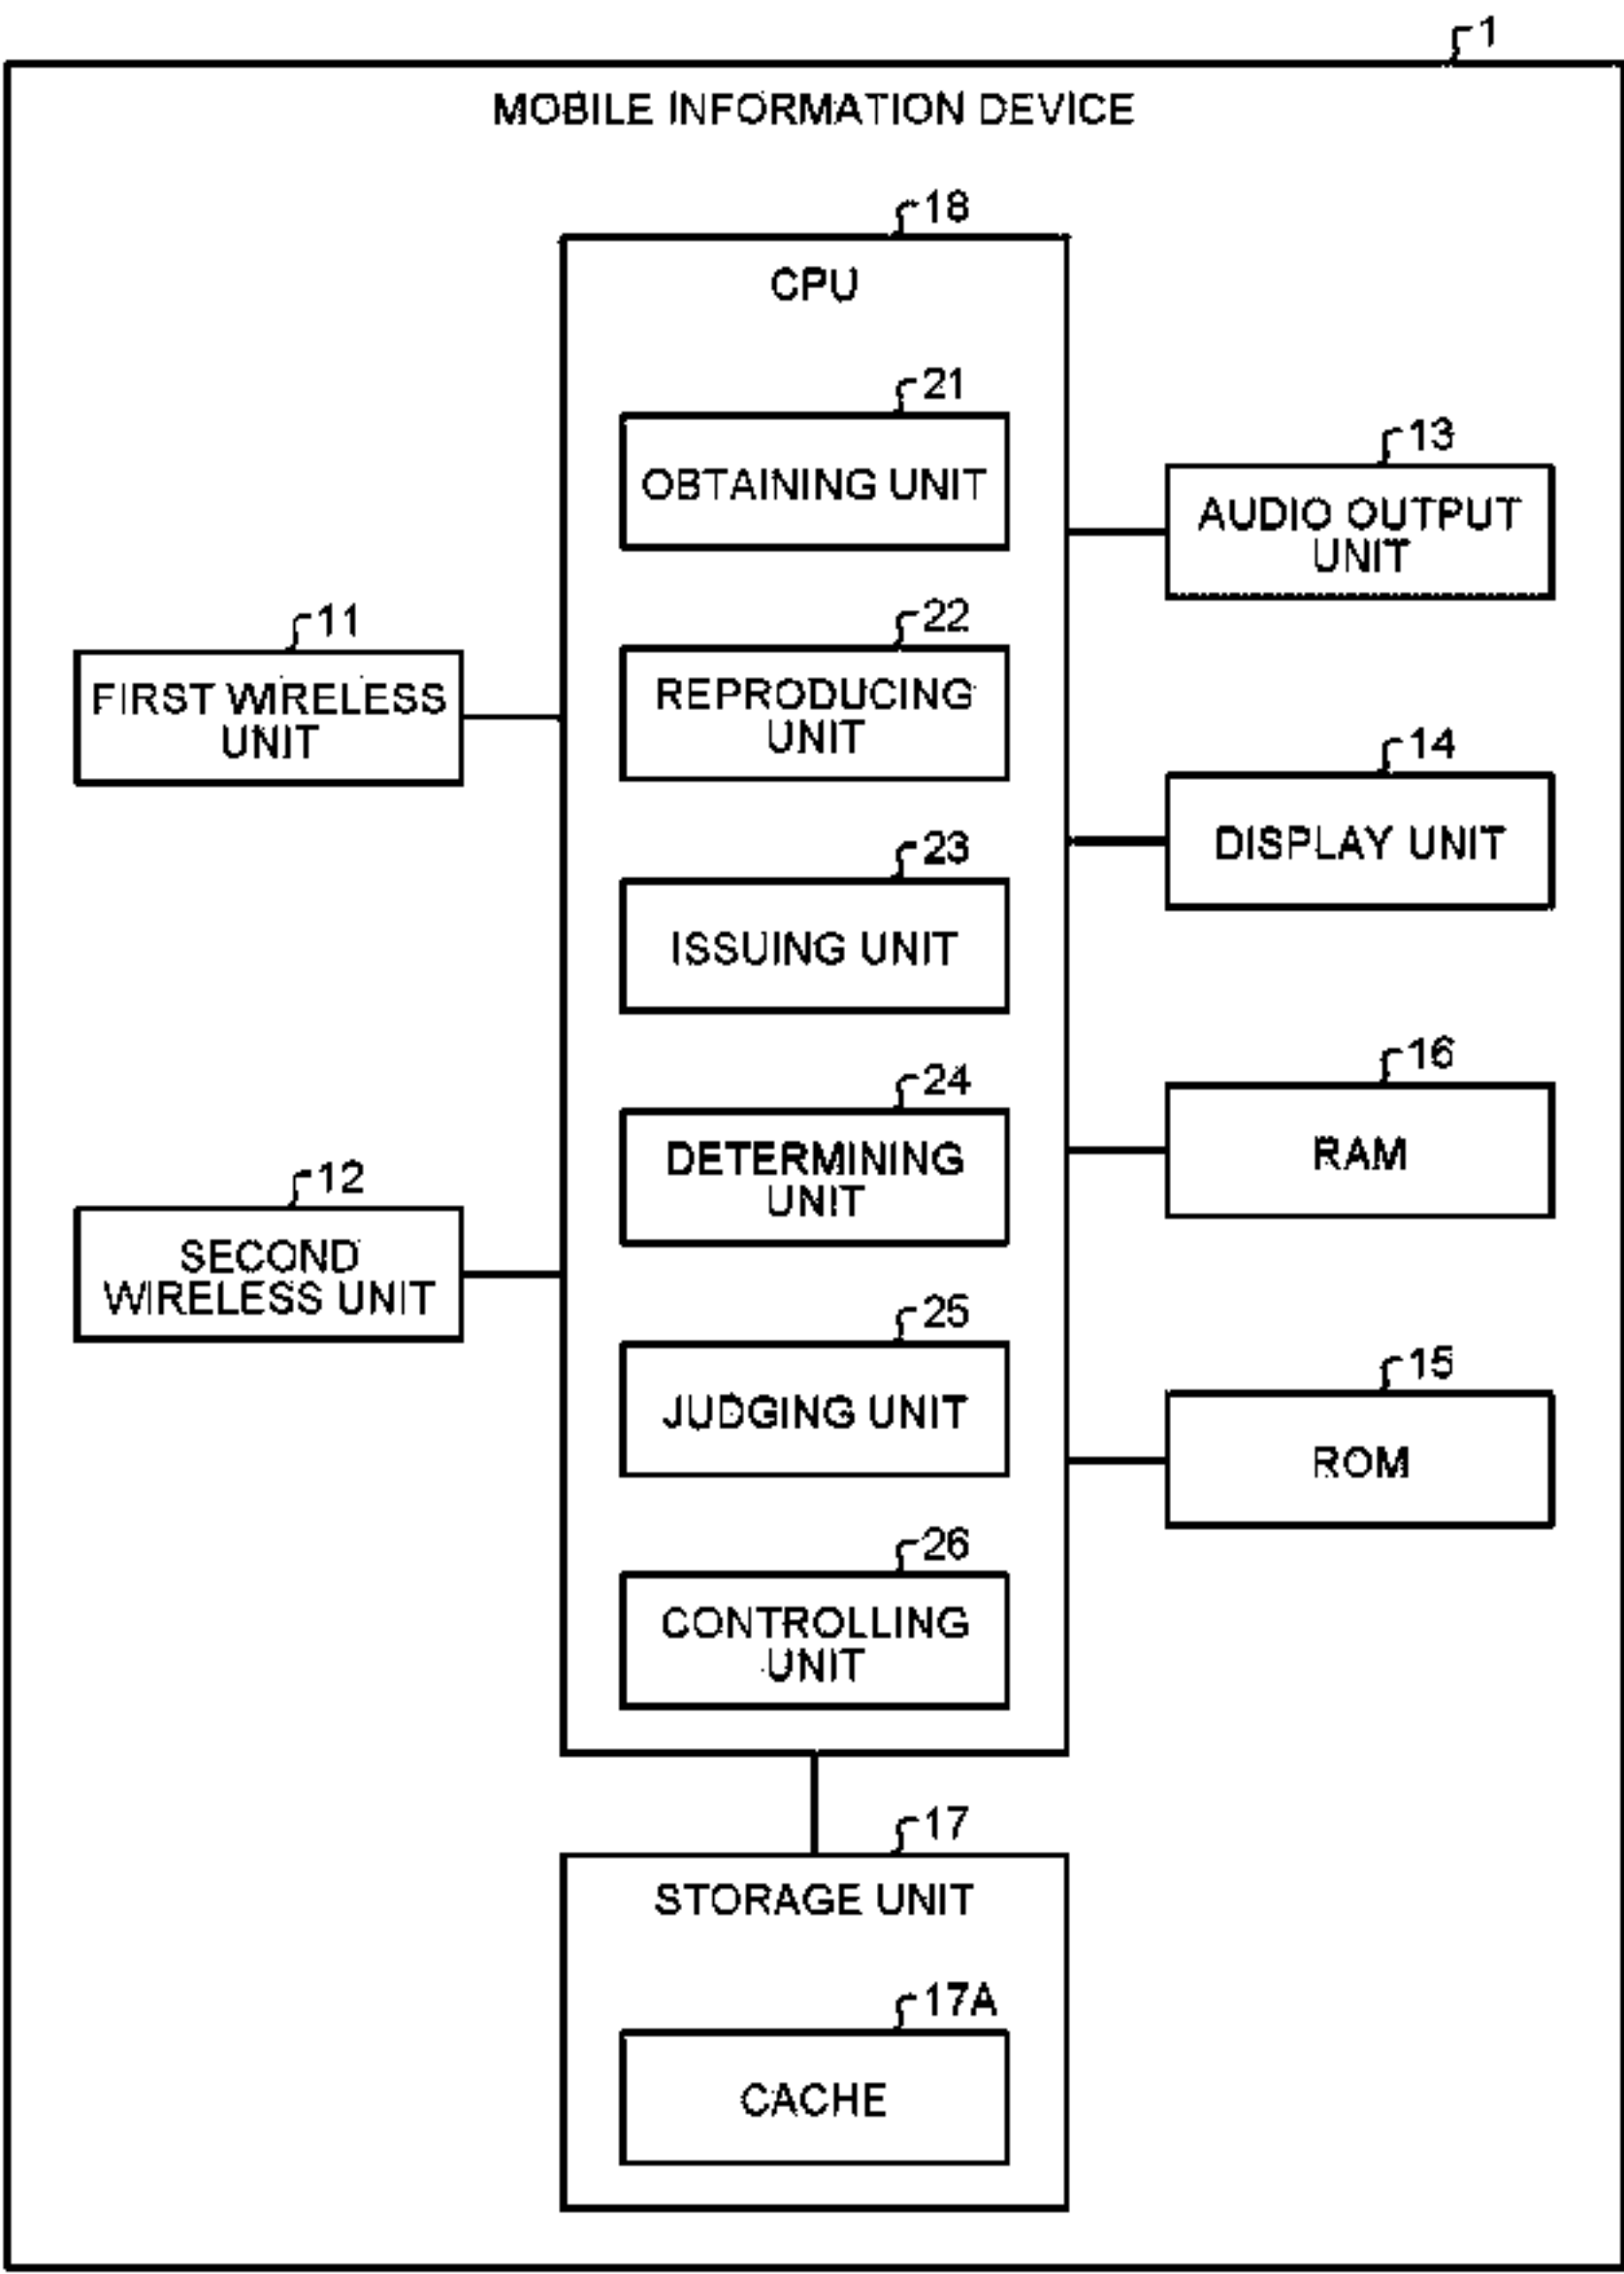 1
MOBILE INFORMATION DEVICE
18
CPU
21
OBTAINING UNIT
22
REPRODUCING
UNIT
23
ISSUING UNIT
24
DETERMINING
UNIT
25
JUDGING UNIT
26
CONTROLLING
UNIT
11
FIRST WIRELESS
UNIT
12
SECOND
WIRELESS UNIT
13
AUDIO OUTPUT
UNIT
14
DISPLAY UNIT
16
RAM
15
ROM
17
STORAGE UNIT
17A
CACHE